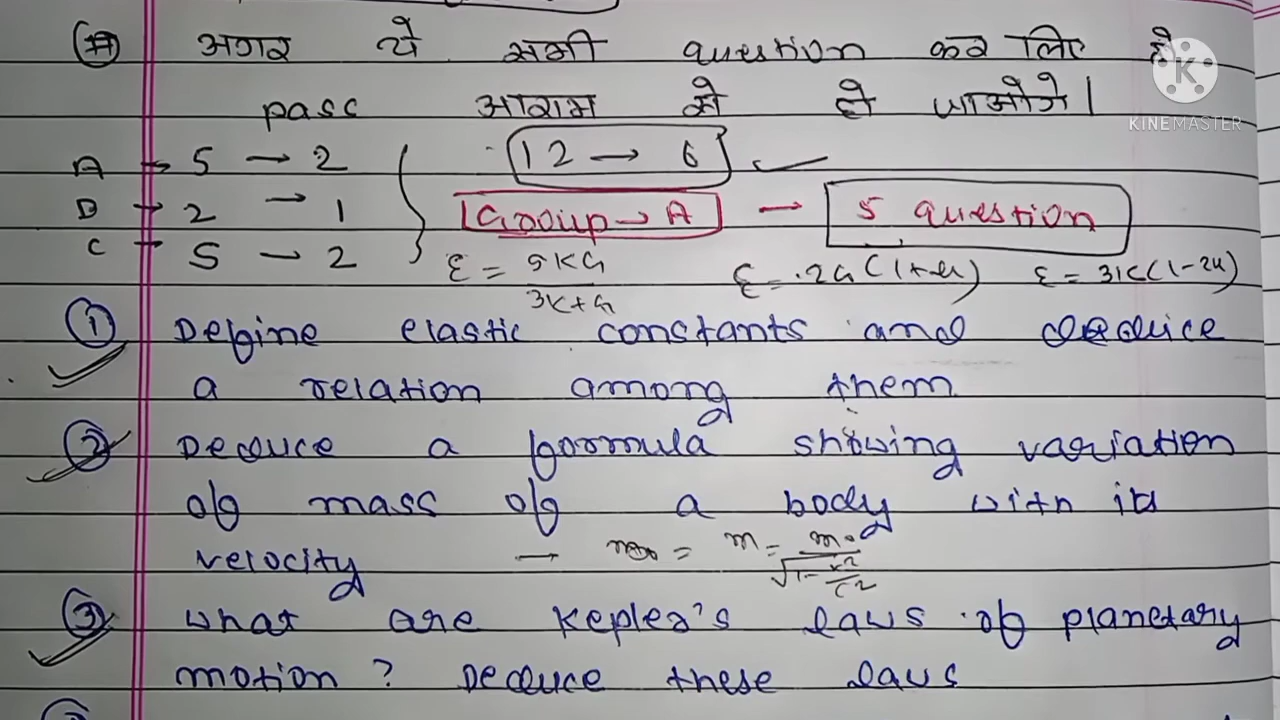 # अगर ये सभी question कर लिए है
KINEMASTER
pass आराम से हो जाओगे।
A → 5 → 2
12 → 6
B → 2 → 1
Group → A → 5 question
C → 5 → 2
ε = 9KG/3K+G
ε = 3K(1-2μ)
① Define elastic constants and deduce
a relation among them
② Deduce a formula showing variation
of mass of a body with its
velocity → = m = m0/√1-v2/c2
③ what are Kepler's laws of planetary
motion ? Deduce these laws